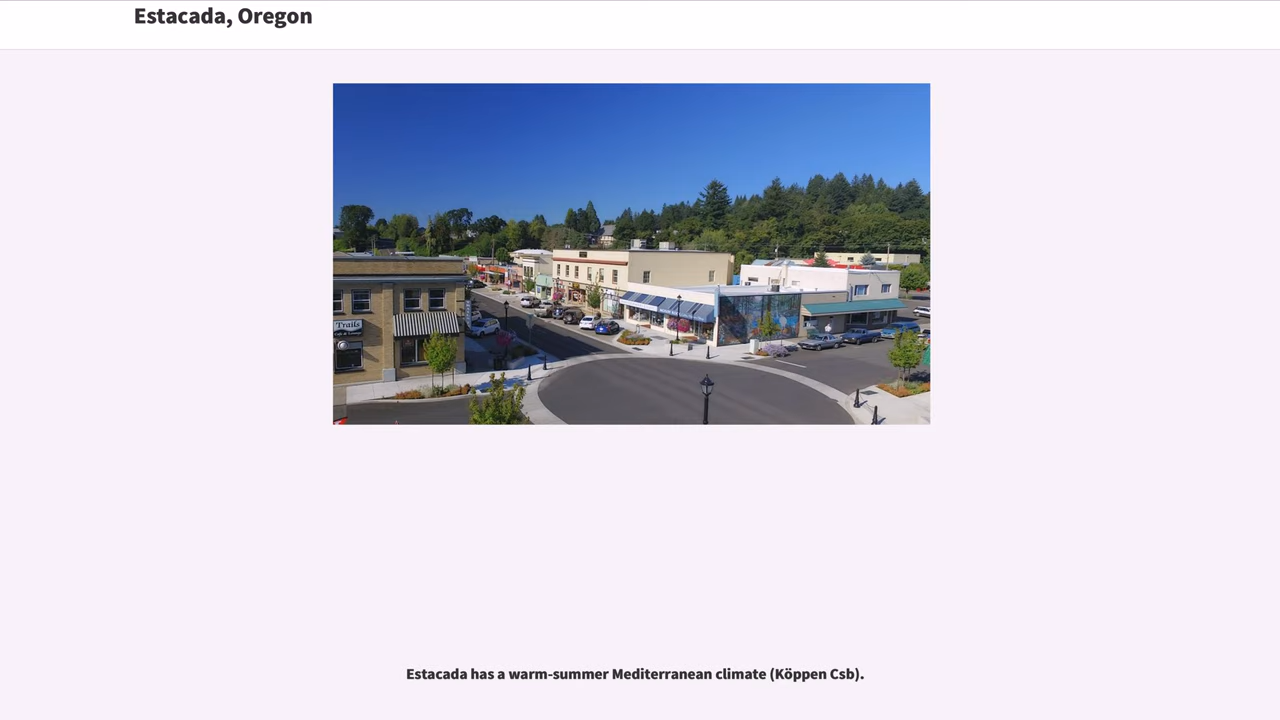 Estacada, Oregon
Trails
Estacada has a warm-summer Mediterranean climate (Köppen Csb).